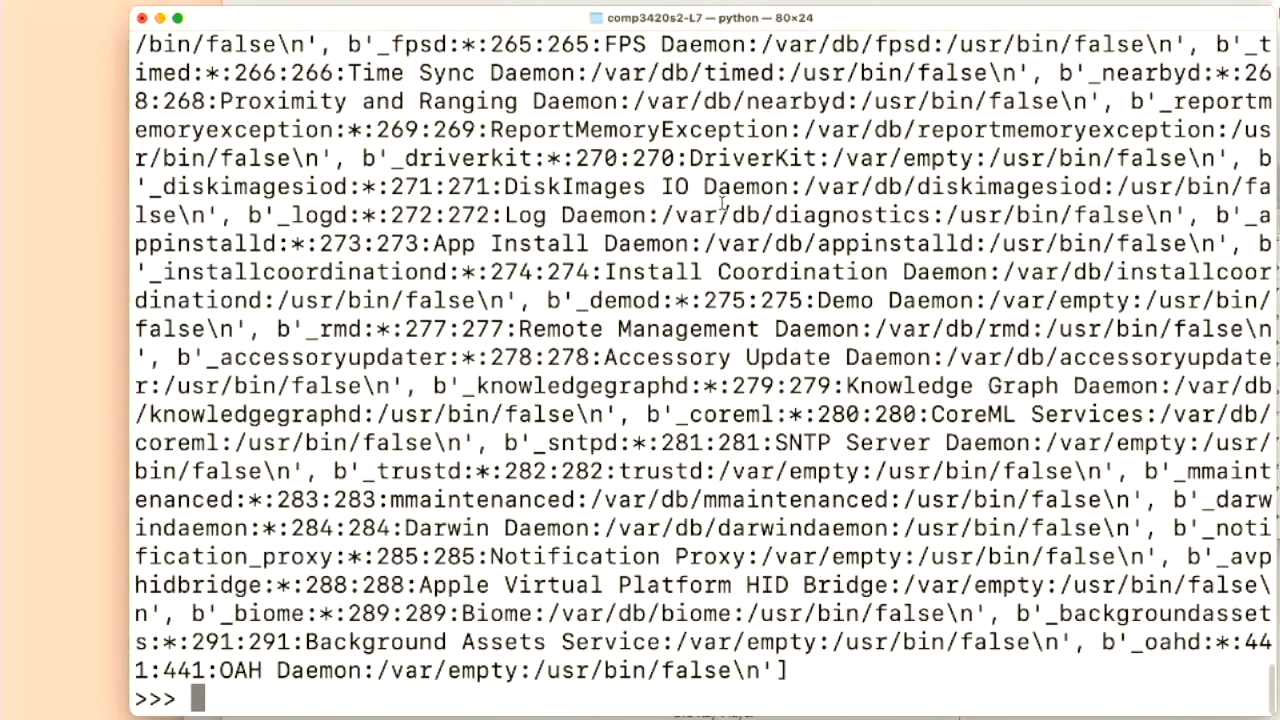 comp3420s2-L7 — python — 80×24
/bin/false\n', b'_fpsd:*:265:265:FPS Daemon:/var/db/fpsd:/usr/bin/false\n', b'_t
imed:*:266:266:Time Sync Daemon:/var/db/timed:/usr/bin/false\n', b'_nearbyd:*:26
8:268:Proximity and Ranging Daemon:/var/db/nearbyd:/usr/bin/false\n', b'_reportm
emoryexception:*:269:269:ReportMemoryException:/var/db/reportmemoryexception:/us
r/bin/false\n', b'_driverkit:*:270:270:DriverKit:/var/empty:/usr/bin/false\n', b
'_diskimagesiod:*:271:271:DiskImages IO Daemon:/var/db/diskimagesiod:/usr/bin/fa
lse\n', b'_logd:*:272:272:Log Daemon:/var/db/diagnostics:/usr/bin/false\n', b'_a
ppinstalld:*:273:273:App Install Daemon:/var/db/appinstalld:/usr/bin/false\n', b
'_installcoordinationd:*:274:274:Install Coordination Daemon:/var/db/installcoor
dinationd:/usr/bin/false\n', b'_demod:*:275:275:Demo Daemon:/var/empty:/usr/bin/
false\n', b'_rmd:*:277:277:Remote Management Daemon:/var/db/rmd:/usr/bin/false\n
', b'_accessoryupdater:*:278:278:Accessory Update Daemon:/var/db/accessoryupdate
r:/usr/bin/false\n', b'_knowledgegraphd:*:279:279:Knowledge Graph Daemon:/var/db
/knowledgegraphd:/usr/bin/false\n', b'_coreml:*:280:280:CoreML Services:/var/db/
coreml:/usr/bin/false\n', b'_sntpd:*:281:281:SNTP Server Daemon:/var/empty:/usr/
bin/false\n', b'_trustd:*:282:282:trustd:/var/empty:/usr/bin/false\n', b'_mmaint
enanced:*:283:283:mmaintenanced:/var/db/mmaintenanced:/usr/bin/false\n', b'_darw
indaemon:*:284:284:Darwin Daemon:/var/db/darwindaemon:/usr/bin/false\n', b'_noti
fication_proxy:*:285:285:Notification Proxy:/var/empty:/usr/bin/false\n', b'_avp
hidbridge:*:288:288:Apple Virtual Platform HID Bridge:/var/empty:/usr/bin/false\
n', b'_biome:*:289:289:Biome:/var/db/biome:/usr/bin/false\n', b'_backgroundasset
s:*:291:291:Background Assets Service:/var/empty:/usr/bin/false\n', b'_oahd:*:44
1:441:OAH Daemon:/var/empty:/usr/bin/false\n']
>>>